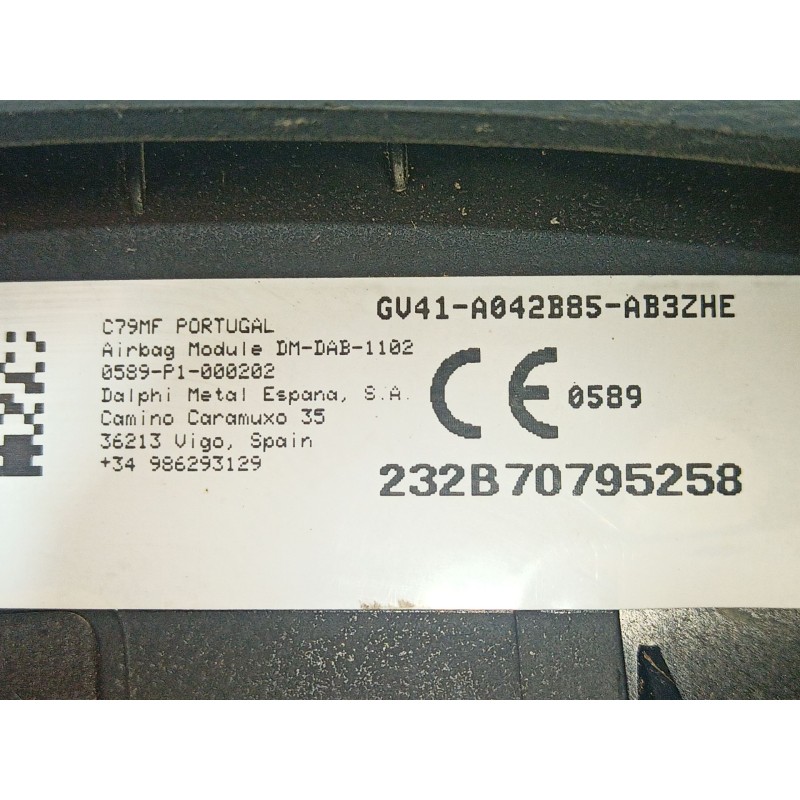 GV41-A042B85-AB3ZHE
C79MF PORTUGAL
Airbag Module DM-DAB-1102
0589-P1-000202
Dalphi Metal Espana, S.A.
Camino Caramuxo 35
36213 Vigo, Spain
+34 986293129
CE 0589
232B70795258